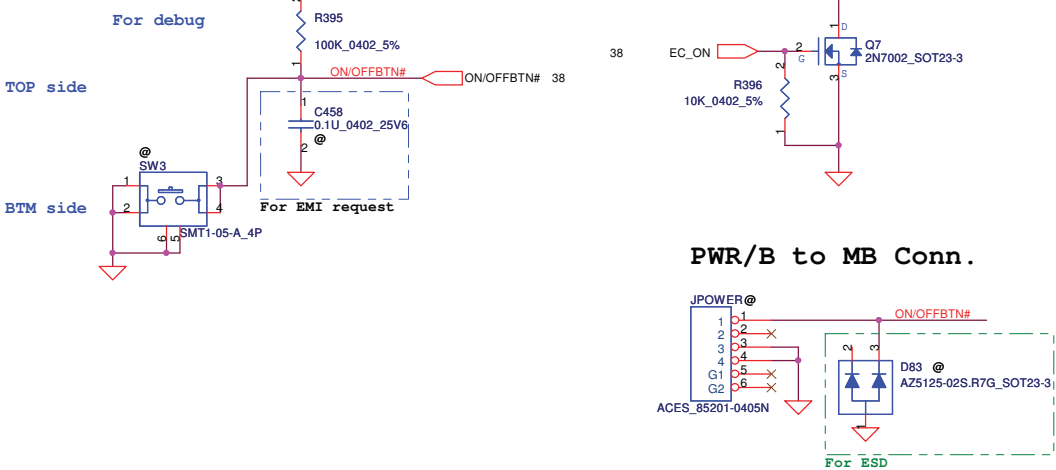 For debug
2
R395
100K_0402_5%
1
ON/OFFBTN#
ON/OFFBTN# 38
TOP side
1
C458
0.1U_0402_25V6
@
2
For EMI request
@
SW3
1
2
3
4
6
5
SMT1-05-A_4P
BTM side
38 EC_ON
2
G
1
D
Q7
2N7002_SOT23-3
3
S
2
R396
10K_0402_5%
1
PWR/B to MB Conn.
JPOWER @
1 1
2 2
3 3
4 4
G1 5
G2 6
ACES_85201-0405N
ON/OFFBTN#
2
3
D83 @
AZ5125-02S.R7G_SOT23-3
1
For ESD